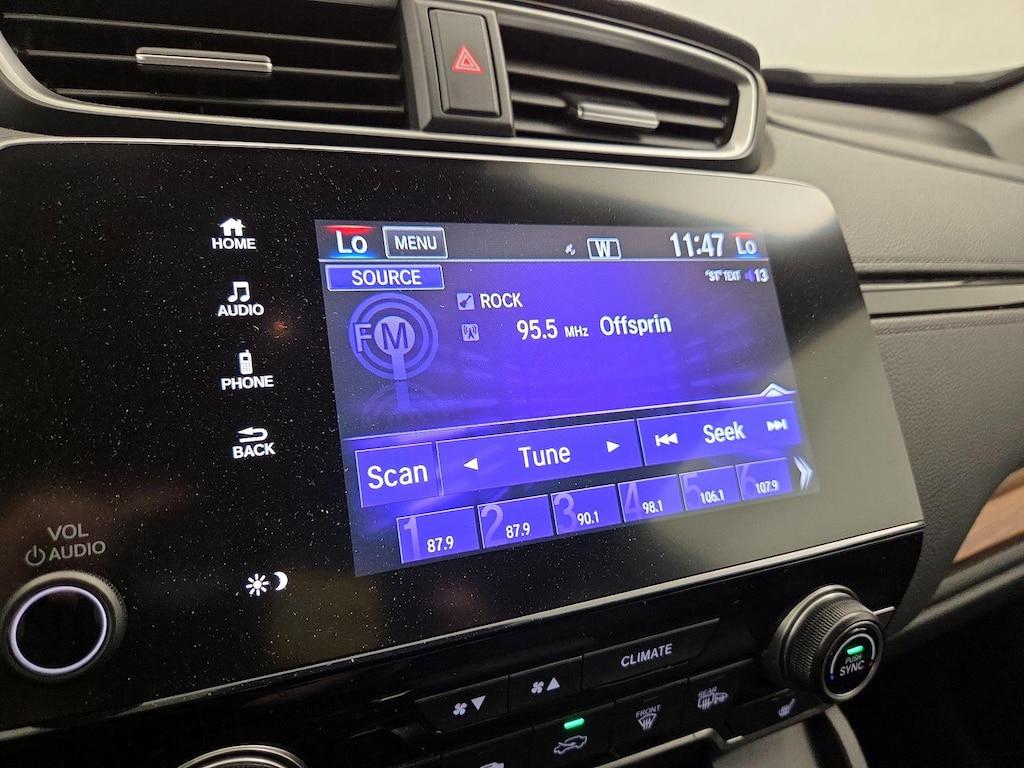 HOME
AUDIO
PHONE
BACK
VOL
AUDIO
Lo MENU W 11:47 Lo
SOURCE "ST" TEXT 13
FM
ROCK
95.5 MHz Offsprin
Scan Tune Seek
1 87.9 2 87.9 3 90.1 4 98.1 5 106.1 6 107.9
CLIMATE
PUSH
SYNC
FRONT
REAR